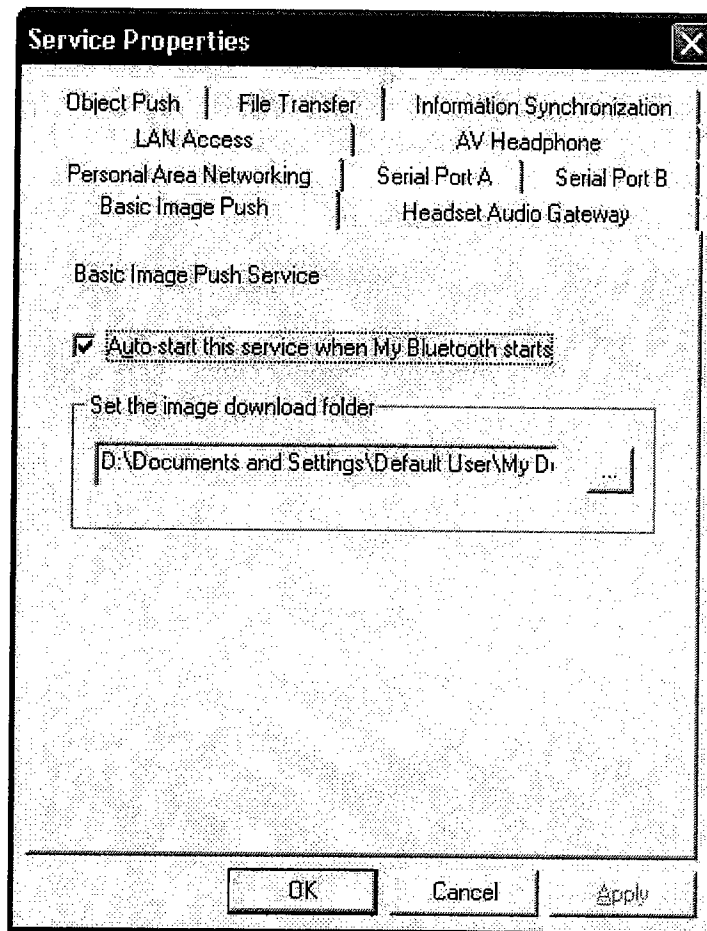 Service Properties
Object Push File Transfer Information Synchronization
LAN Access AV Headphone
Personal Area Networking Serial Port A Serial Port B
Basic Image Push Headset Audio Gateway
Basic Image Push Service
Auto-start this service when My Bluetooth starts
Set the image download folder
D:\Documents and Settings\Default User\My D
...
OK Cancel Apply